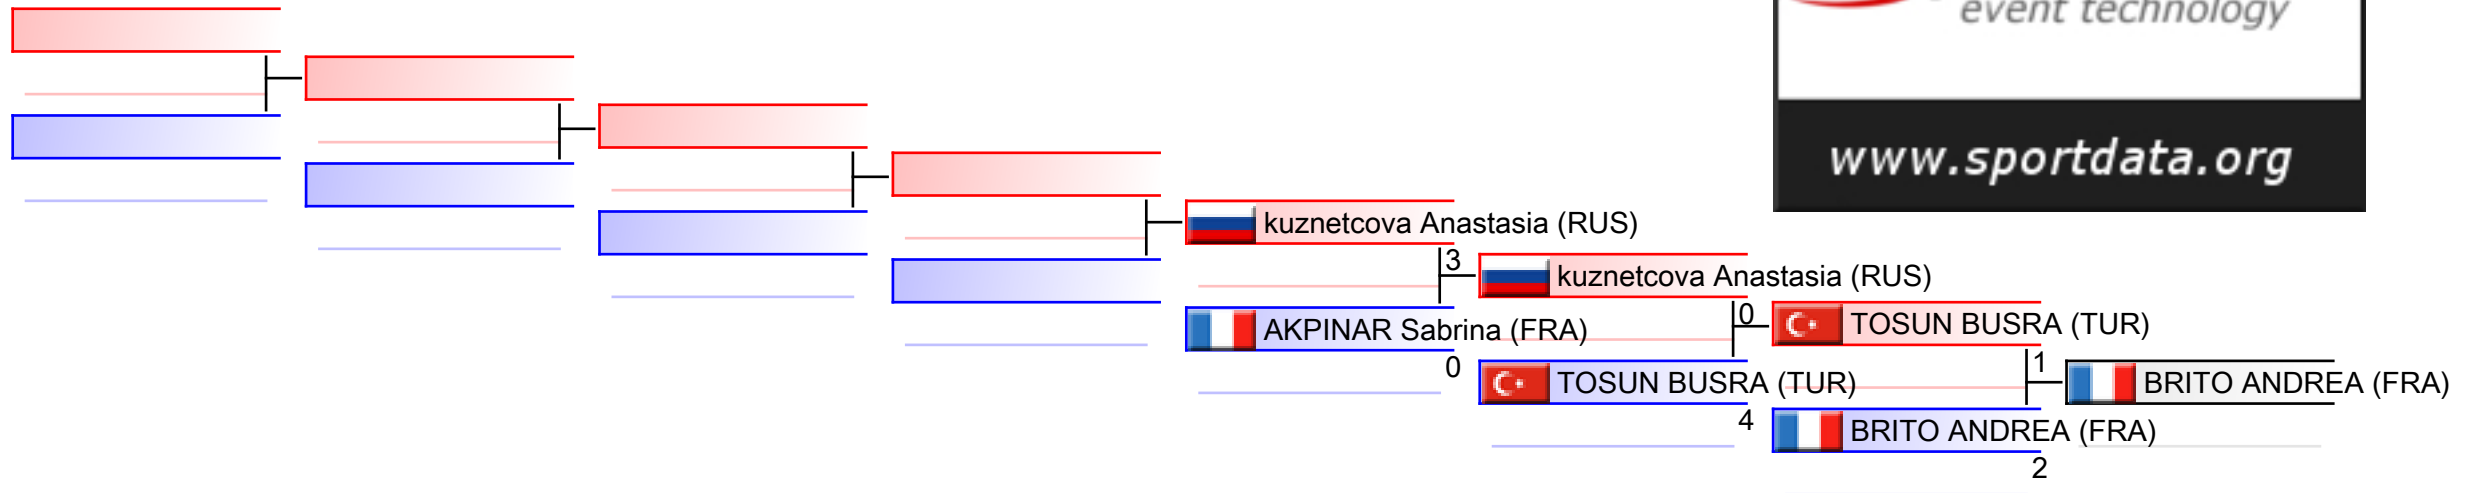 event technology
www.sportdata.org
kuznetcova Anastasia (RUS)
3
kuznetcova Anastasia (RUS)
0
TOSUN BUSRA (TUR)
AKPINAR Sabrina (FRA)
0
TOSUN BUSRA (TUR)
4
1
BRITO ANDREA (FRA)
BRITO ANDREA (FRA)
2